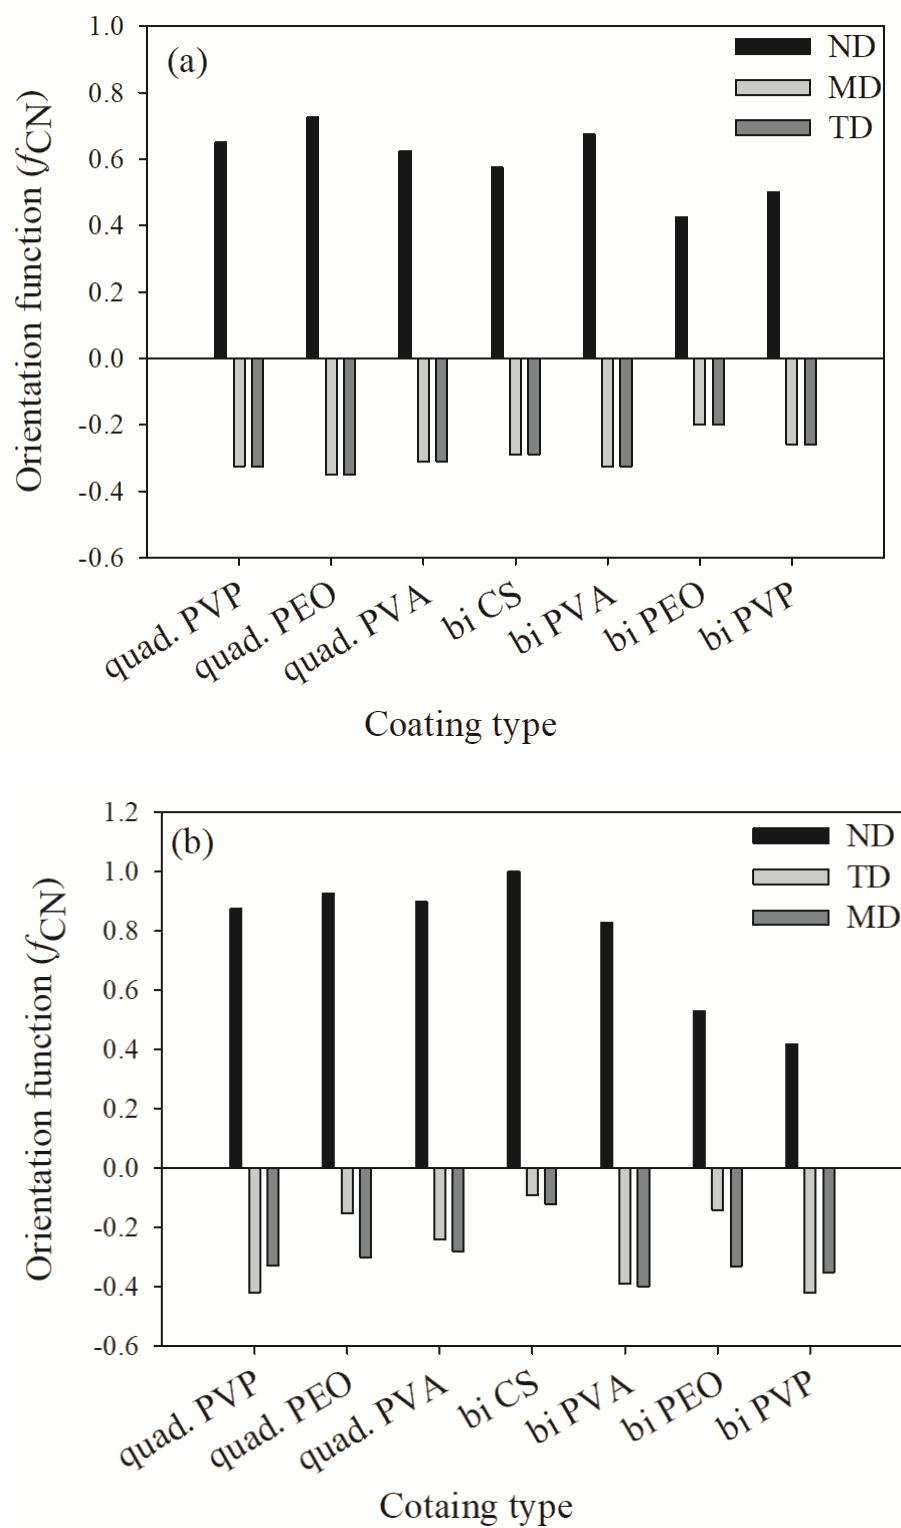 1.0
(a)
ND
0.8
MD
TD
0.6
0.4
0.2
0.0
-0.2
-0.4
-0.6
Orientation function (fCN)
quad. PVP
quad. PEO
quad. PVA
bi CS
bi PVA
bi PEO
bi PVP
Coating type
1.2
(b)
ND
1.0
TD
MD
0.8
0.6
0.4
0.2
0.0
-0.2
-0.4
-0.6
Orientation function (fCN)
quad. PVP
quad. PEO
quad. PVA
bi CS
bi PVA
bi PEO
bi PVP
Cotaing type